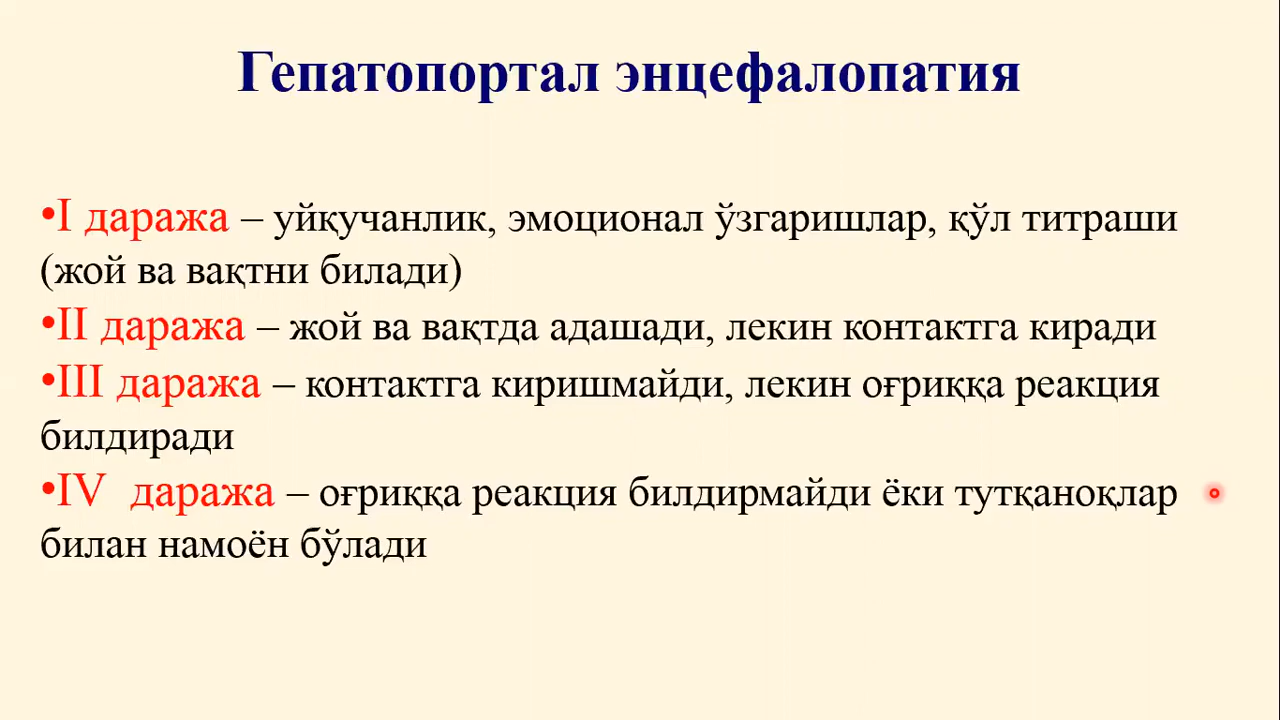 Гепатопортал энцефалопатия
•I даража – уйқучанлик, эмоционал ўзгаришлар, қўл титраши
(жой ва вақтни билади)
•II даража – жой ва вақтда адашади, лекин контактга киради
•III даража – контактга киришмайди, лекин оғриққа реакция
билдиради
•IV даража – оғриққа реакция билдирмайди ёки тутқаноқлар
билан намоён бўлади